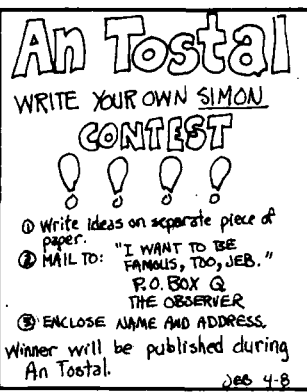 An Tostal
WRITE YOUR OWN SIMON
CONTEST
! ! ! !
① Write ideas on separate piece of
paper.
② MAIL TO: "I WANT TO BE
FAMOUS, TOO, JEB."
P.O. BOX Q
THE OBSERVER
③ ENCLOSE NAME AND ADDRESS.
Winner will be published during
An Tostal.
JEB 4-8